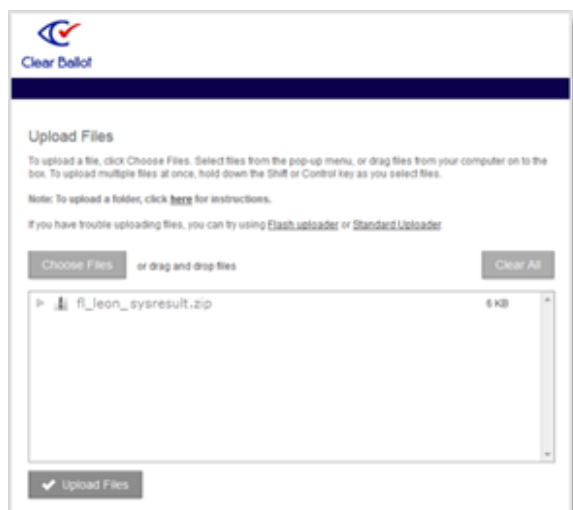 Clear Ballot
Upload Files
To upload a file, click Choose Files. Select files from the pop-up menu, or drag files from your computer on to the
box. To upload multiple files at once, hold down the Shift or Control key as you select files.
Note: To upload a folder, click here for instructions.
If you have trouble uploading files, you can try using Flash uploader or Standard Uploader.
Choose Files or drag and drop files Clear All
fl_leon_sysresult.zip 6 KB
Upload Files